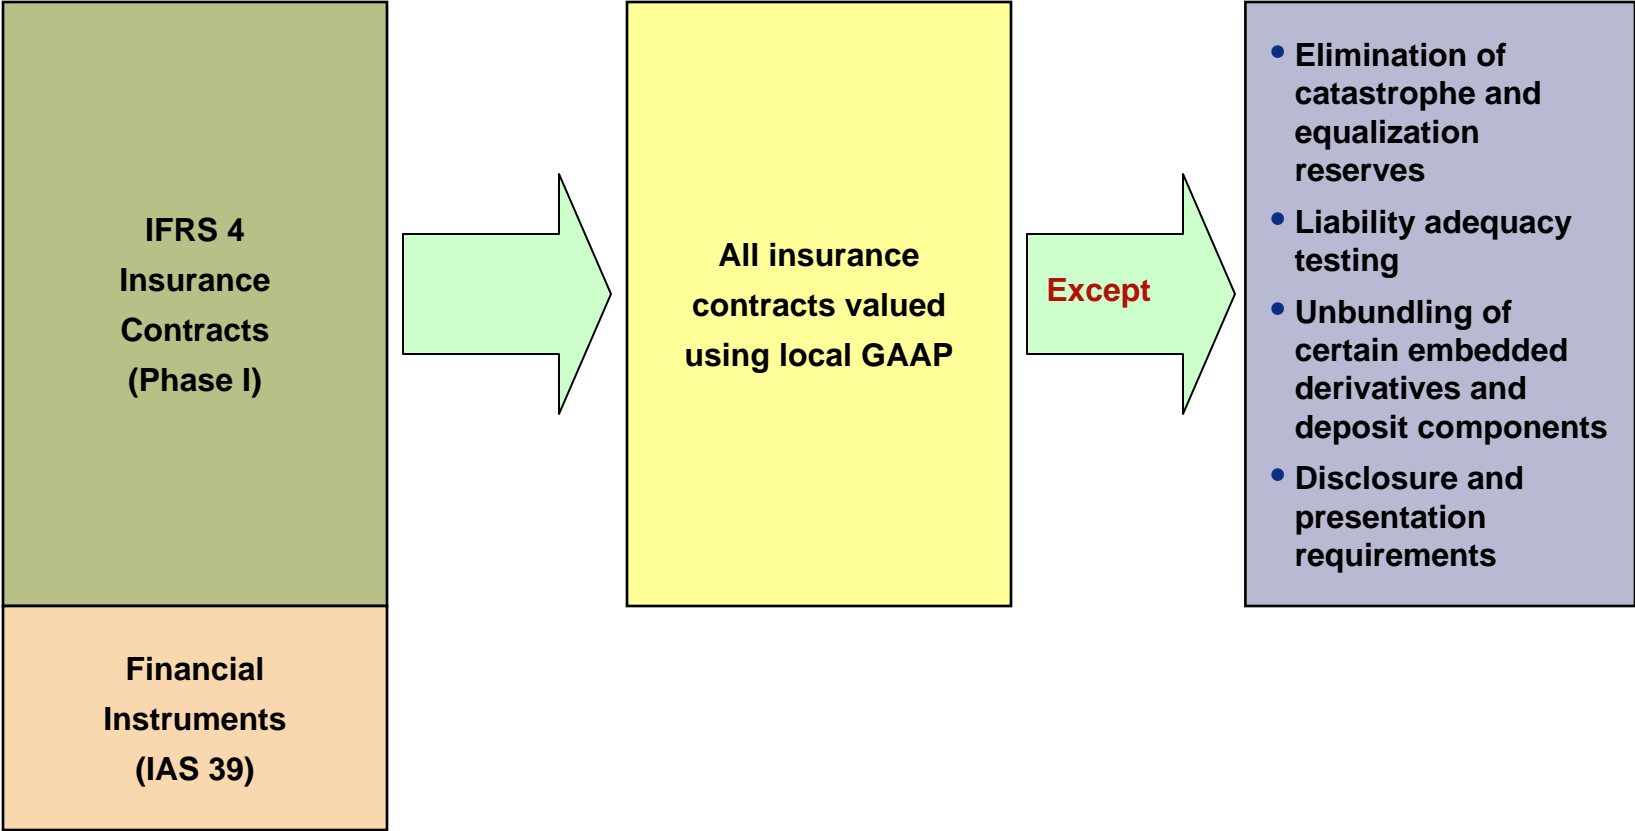 IFRS 4
Insurance
Contracts
(Phase I)
Financial
Instruments
(IAS 39)
All insurance
contracts valued
using local GAAP
Except
• Elimination of
catastrophe and
equalization
reserves
• Liability adequacy
testing
• Unbundling of
certain embedded
derivatives and
deposit components
• Disclosure and
presentation
requirements